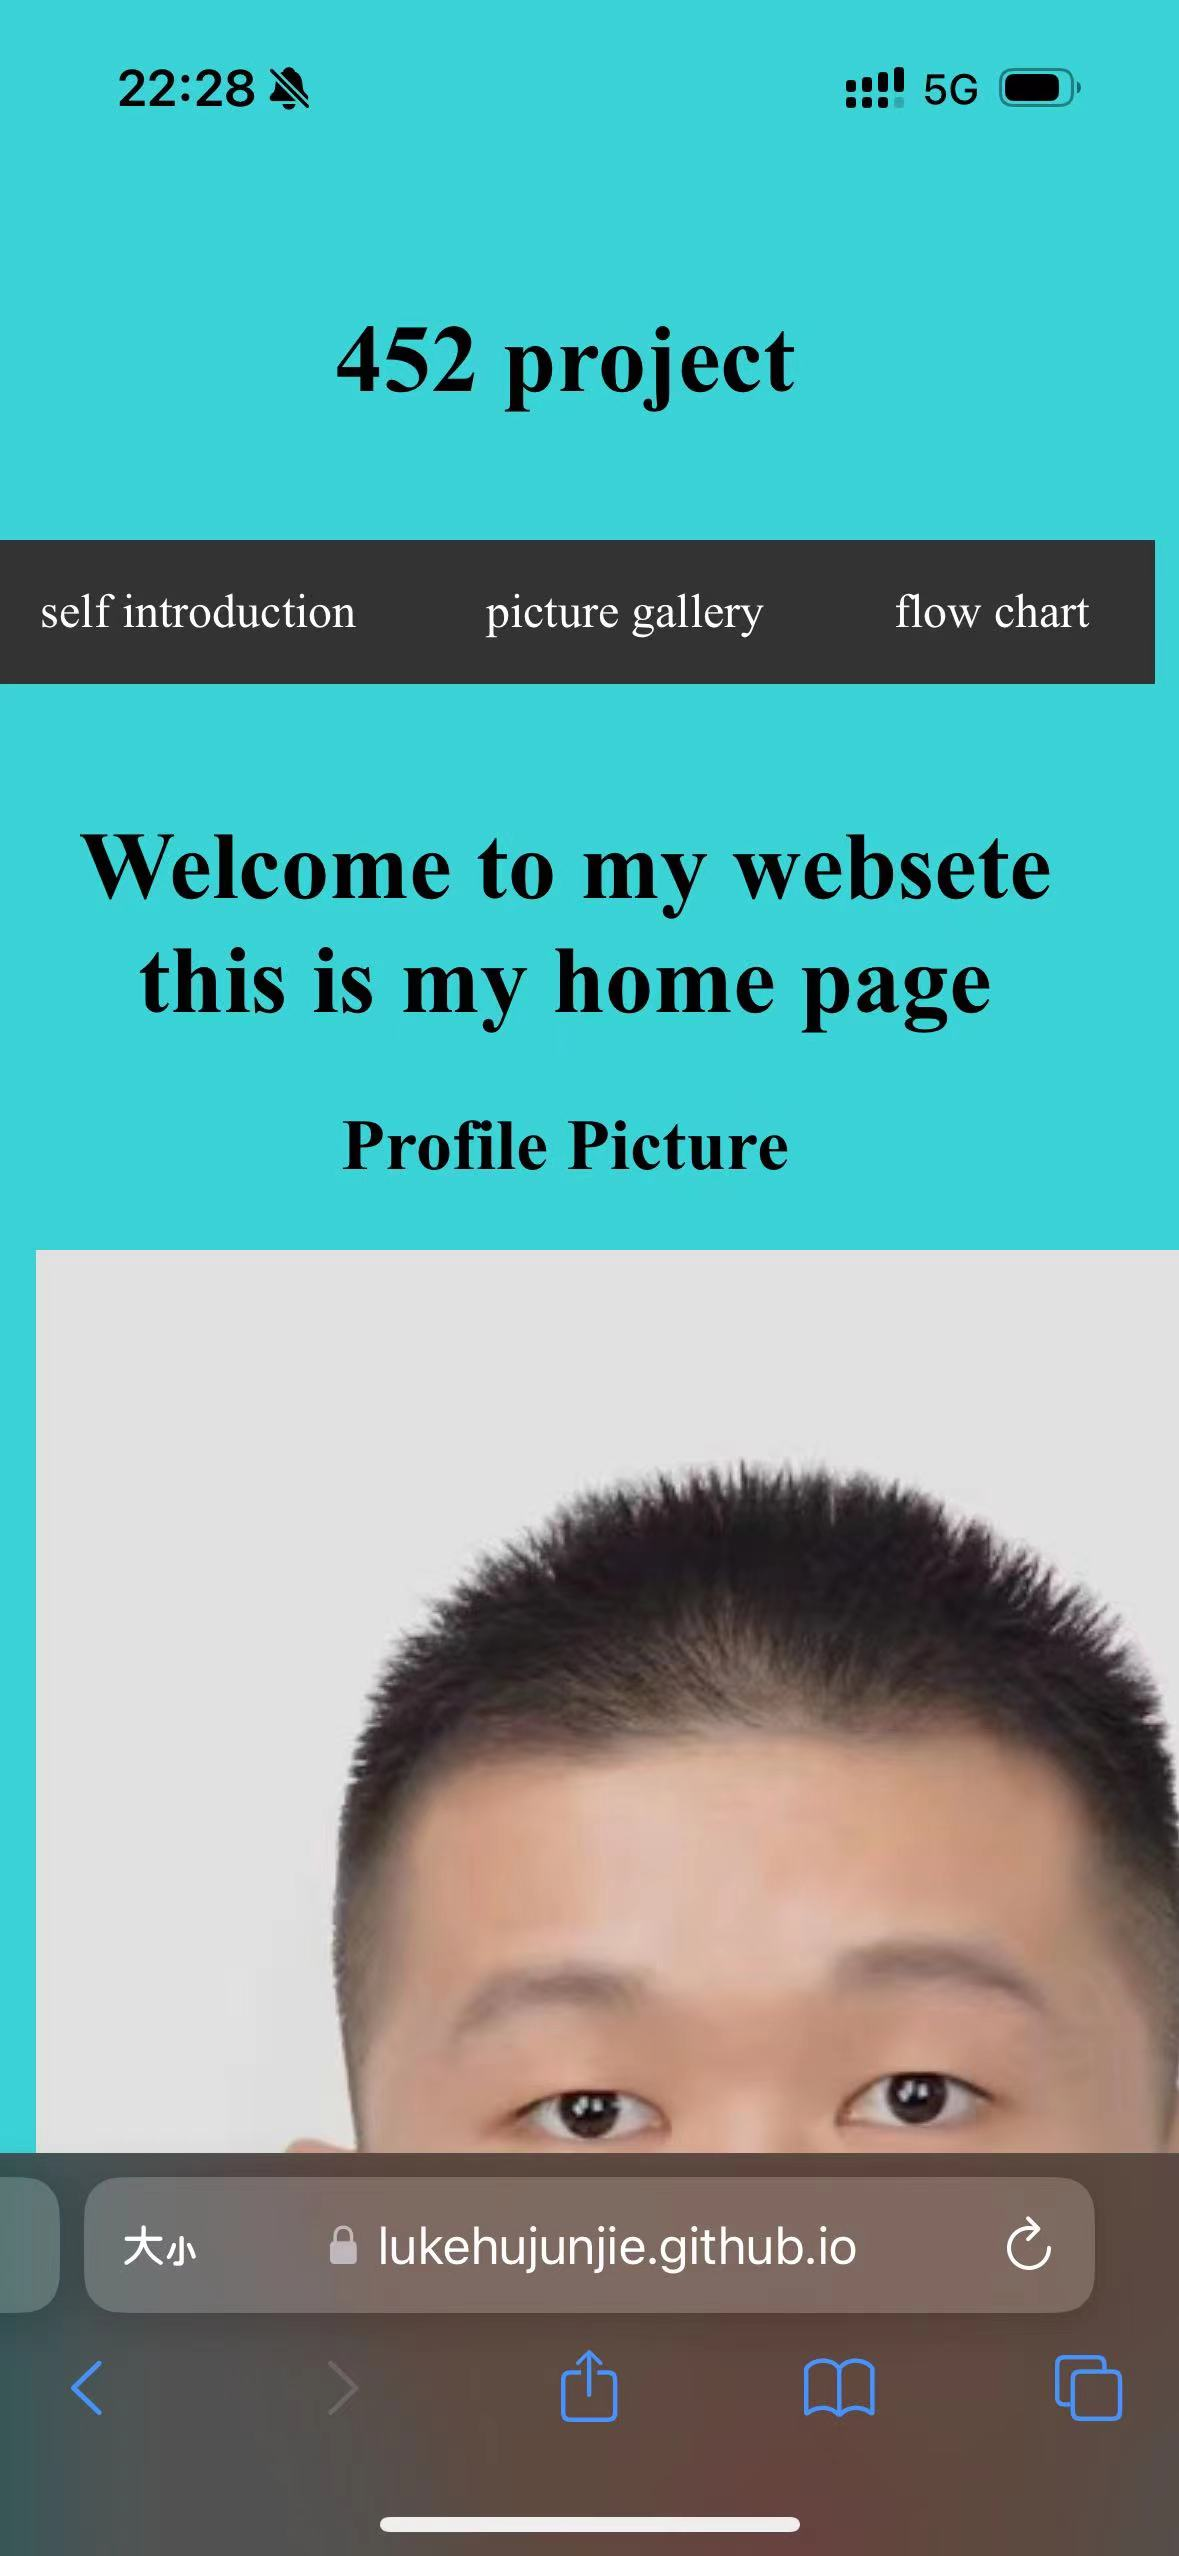 22:28
5G
452 project
self introduction picture gallery flow chart
Welcome to my websete
this is my home page
Profile Picture
大小 lukehujunjie.github.io